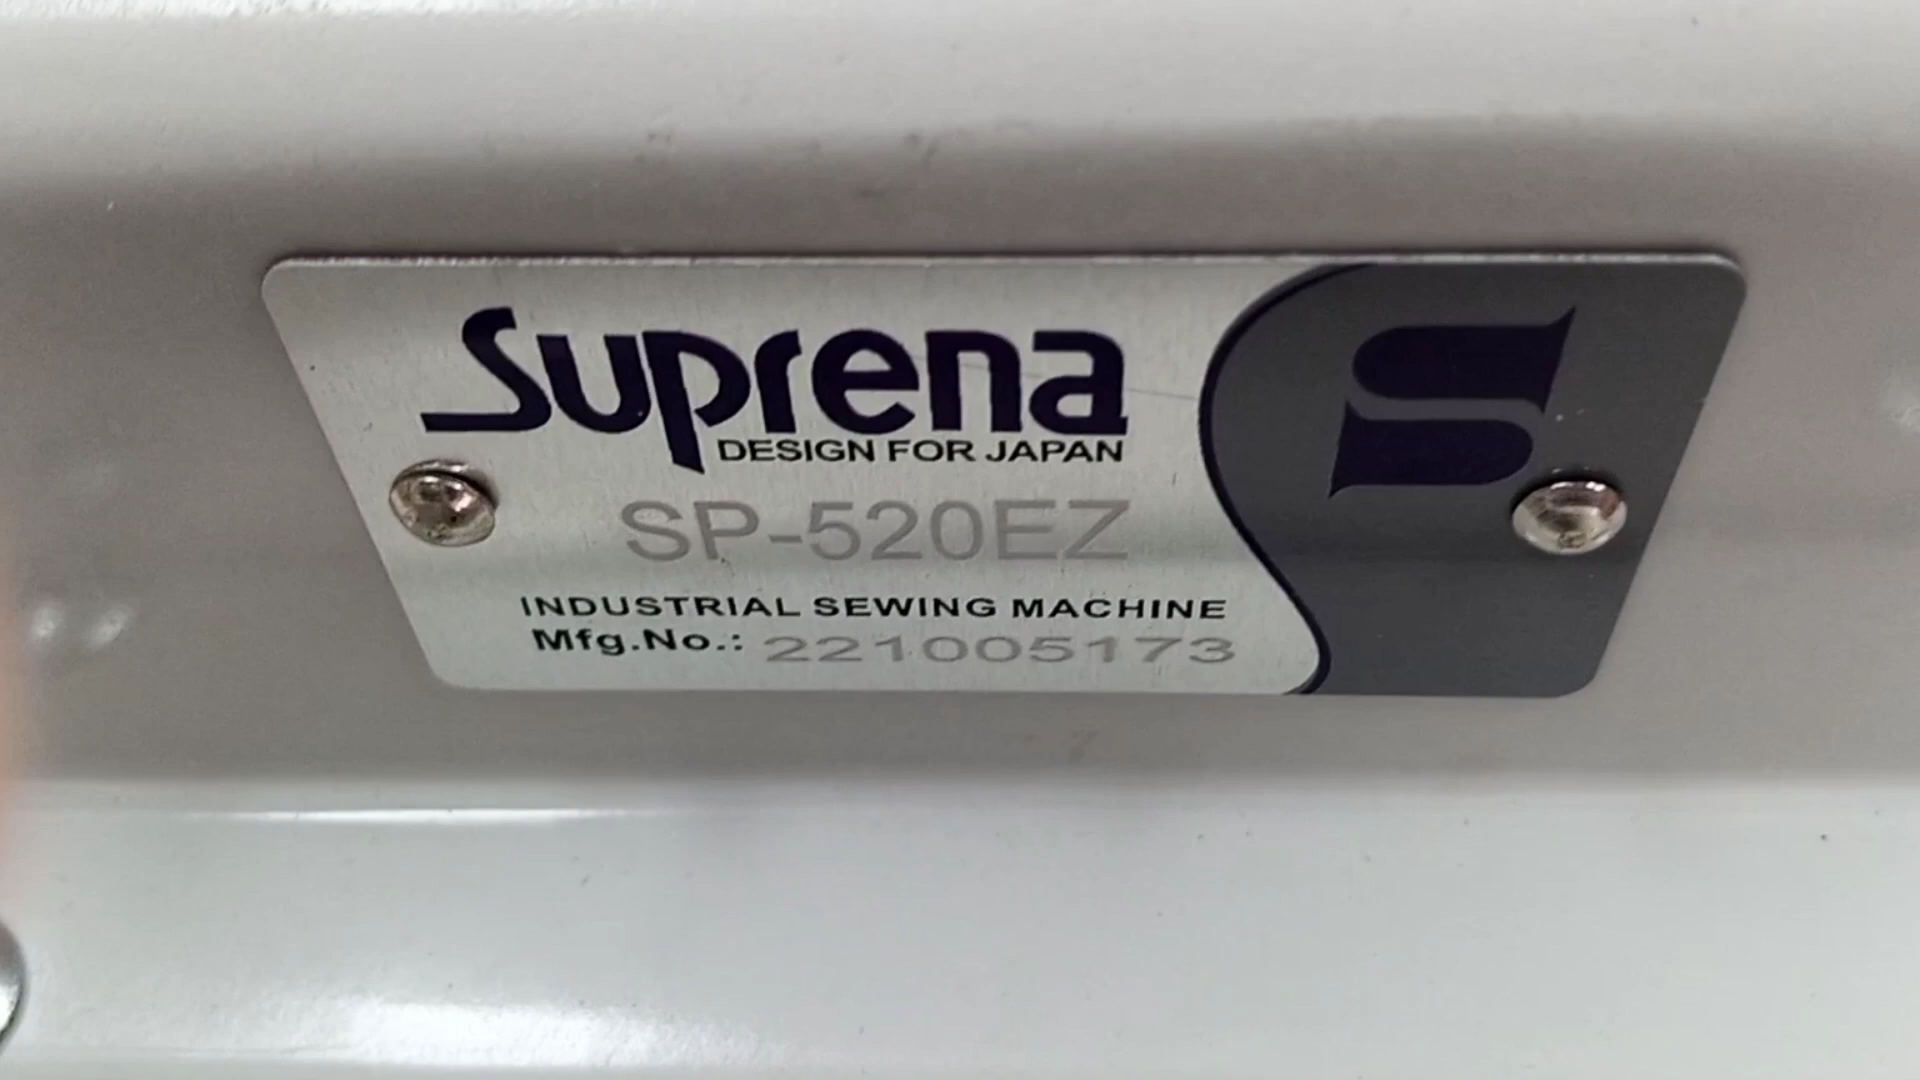 Suprena
DESIGN FOR JAPAN
SP-520EZ
INDUSTRIAL SEWING MACHINE
Mfg.No.: 221005173
S